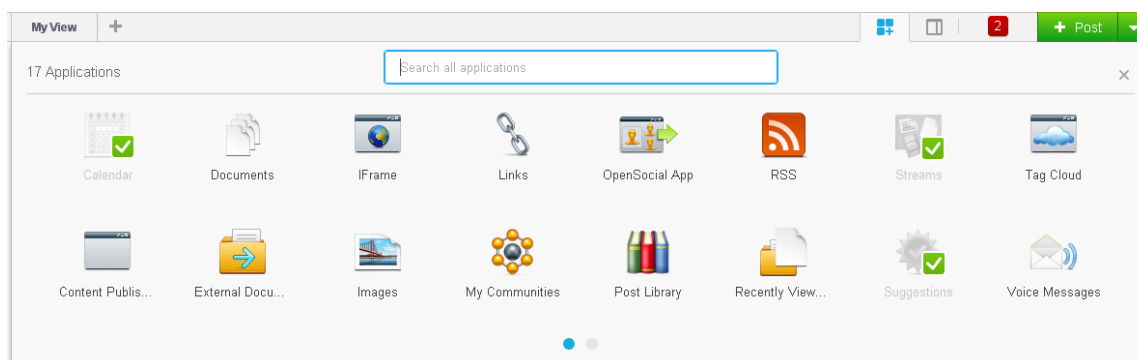 My View
2
Post
17 Applications
Search all applications
Calendar
Documents
IFrame
Links
OpenSocial App
RSS
Streams
Tag Cloud
Content Publis...
External Docu...
Images
My Communities
Post Library
Recently View...
Suggestions
Voice Messages